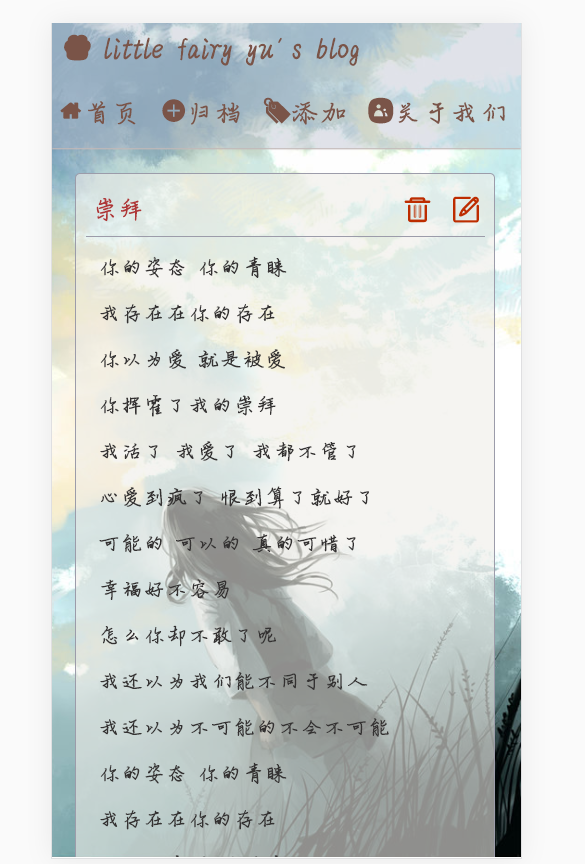 little fairy yu's blog
首页 归档 添加 关于我们
崇拜
你的姿态 你的青睐
我存在在你的存在
你以为爱 就是被爱
你挥霍了我的崇拜
我活了 我爱了 我都不管了
心爱到疯了 恨到算了就好了
可能的 可以的 真的可惜了
幸福好不容易
怎么你却不敢了呢
我还以为我们能不同于别人
我还以为不可能的不会不可能
你的姿态 你的青睐
我存在在你的存在